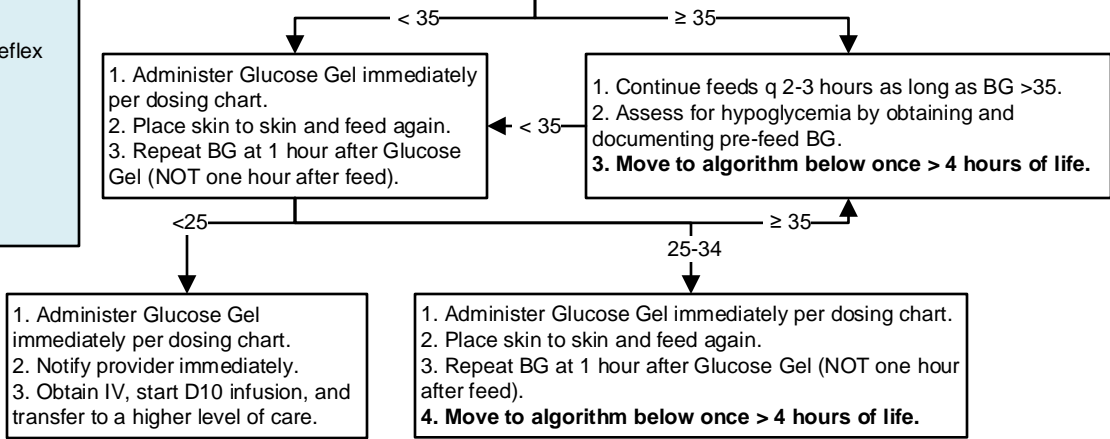 eflex
< 35
≥ 35
1. Administer Glucose Gel immediately
per dosing chart.
2. Place skin to skin and feed again.
3. Repeat BG at 1 hour after Glucose
Gel (NOT one hour after feed).
< 35
1. Continue feeds q 2-3 hours as long as BG >35.
2. Assess for hypoglycemia by obtaining and
documenting pre-feed BG.
3. Move to algorithm below once > 4 hours of life.
<25
≥ 35
25-34
1. Administer Glucose Gel
immediately per dosing chart.
2. Notify provider immediately.
3. Obtain IV, start D10 infusion, and
transfer to a higher level of care.
1. Administer Glucose Gel immediately per dosing chart.
2. Place skin to skin and feed again.
3. Repeat BG at 1 hour after Glucose Gel (NOT one hour
after feed).
4. Move to algorithm below once > 4 hours of life.